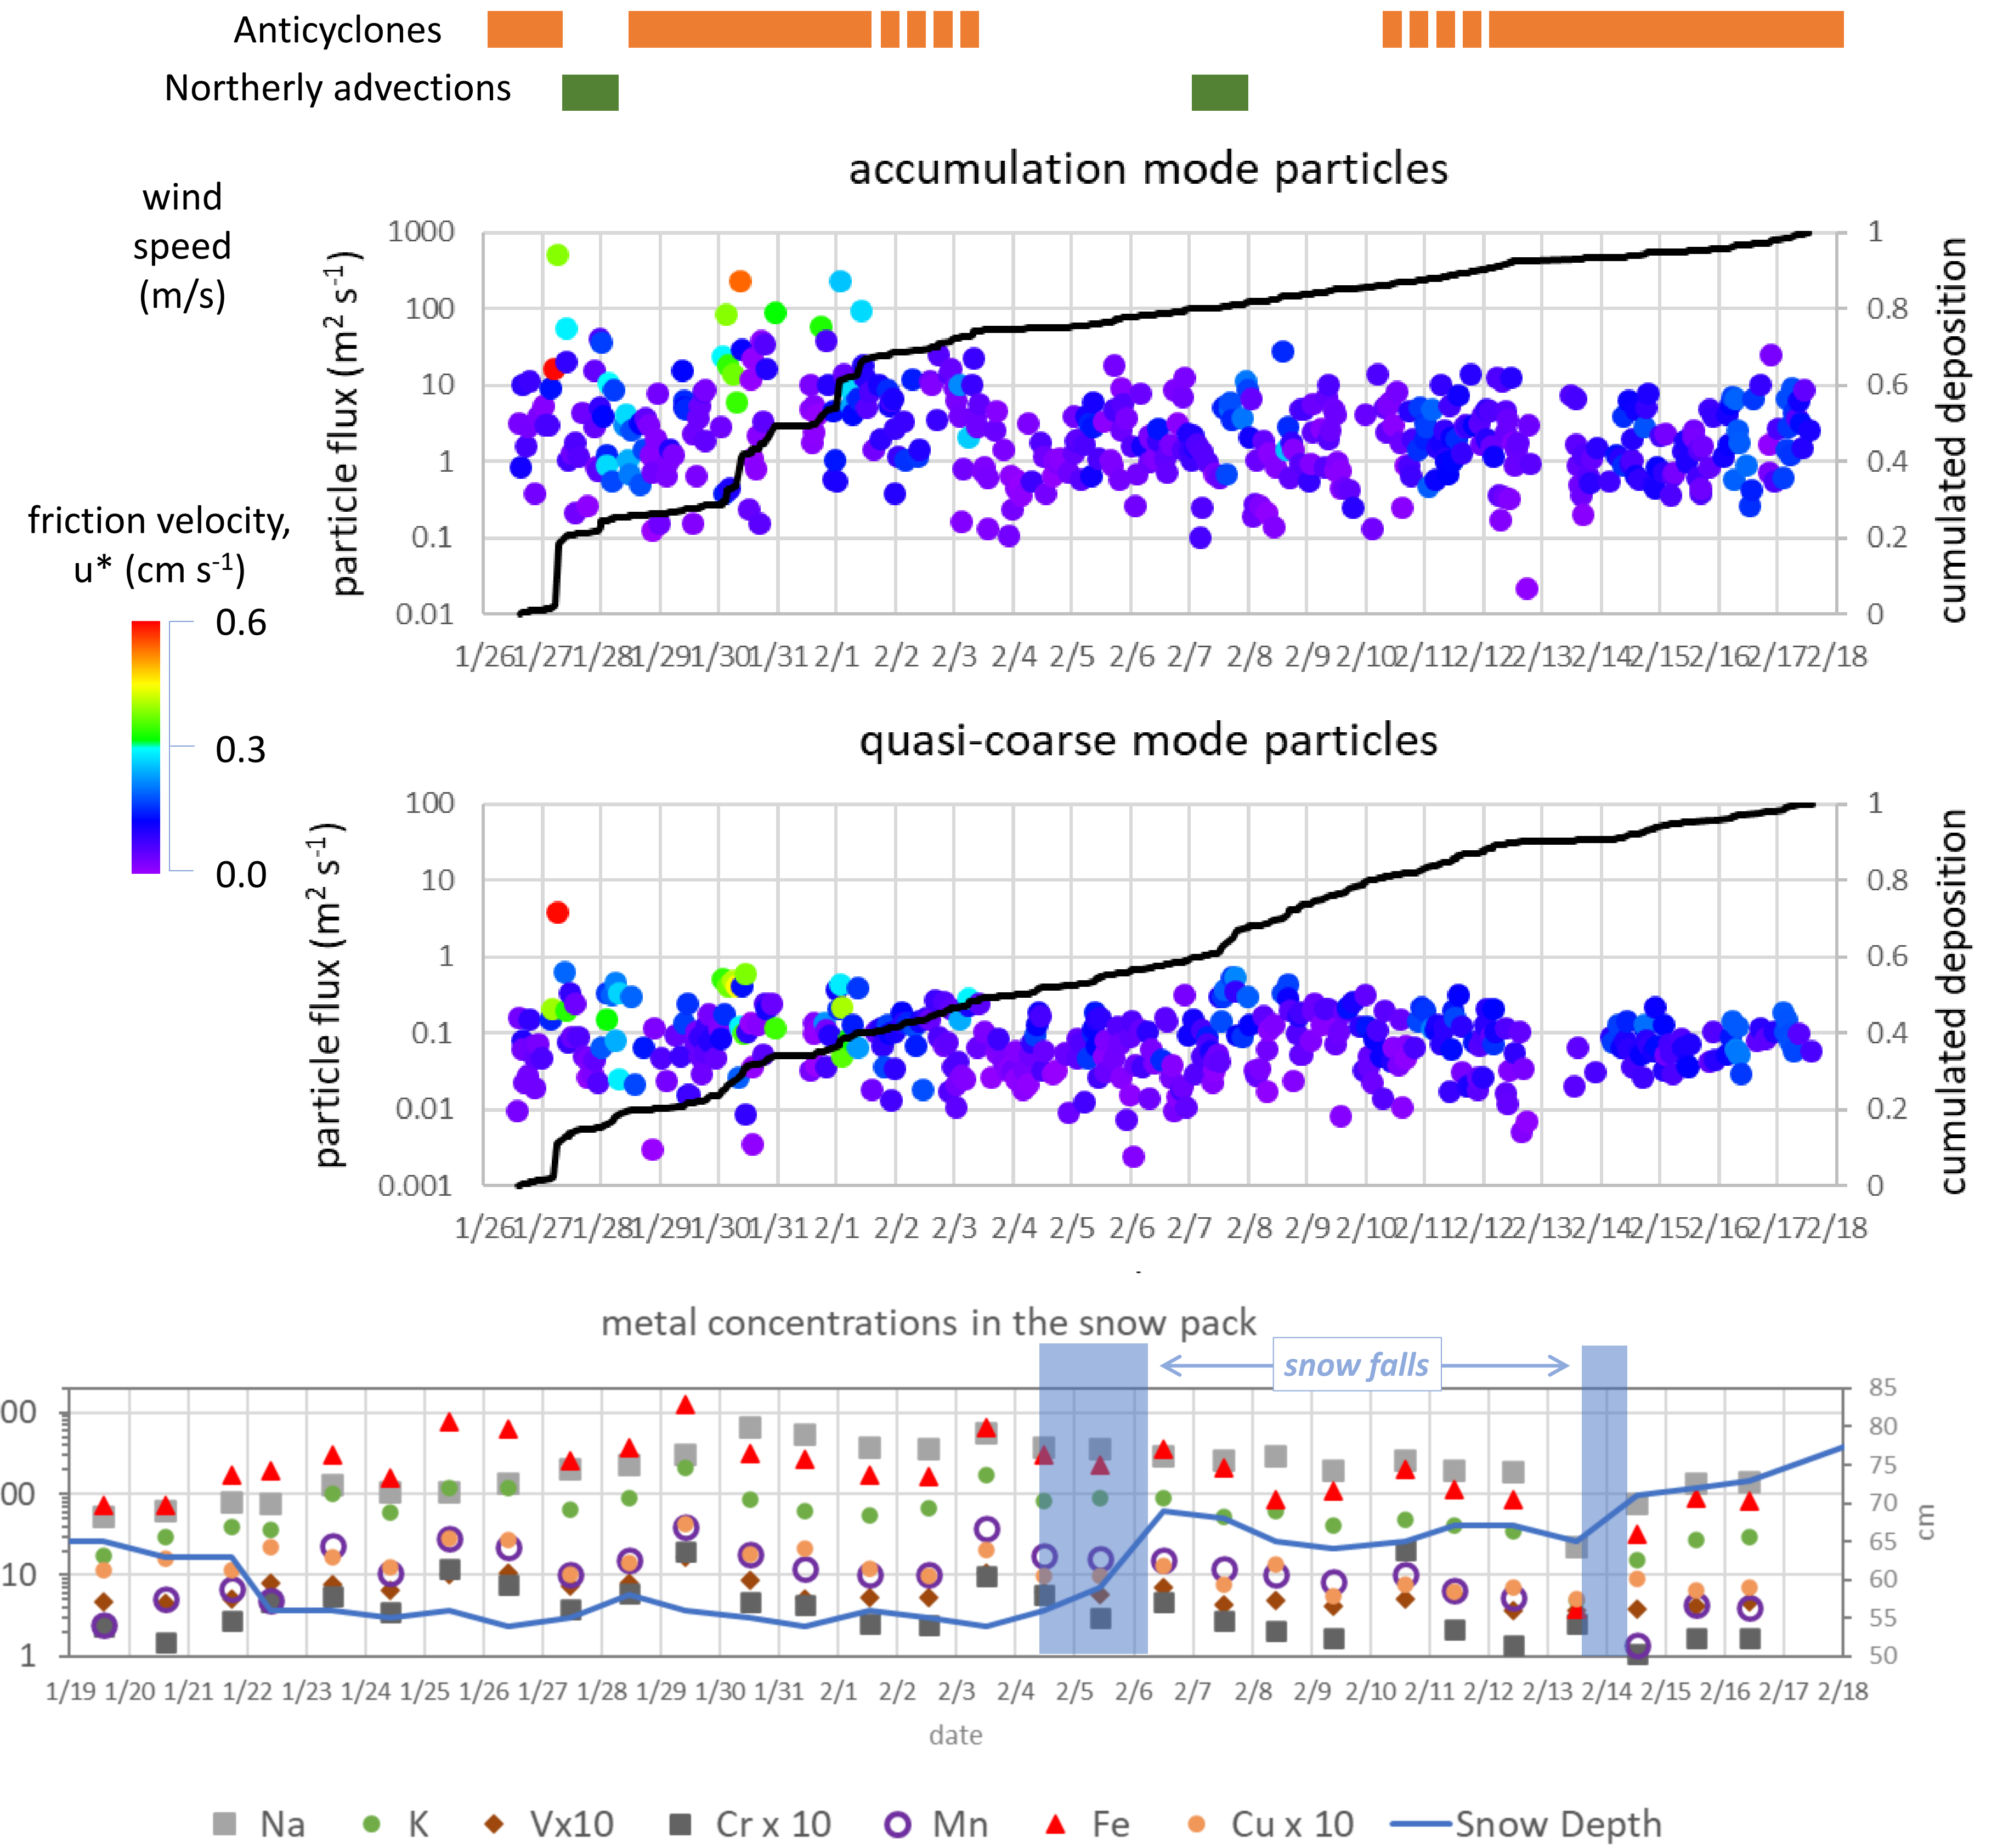 Anticyclones
Northerly advections
accumulation mode particles
wind
speed
(m/s)
friction velocity,
u* (cm s-1)
0.6
0.3
0.0
particle flux (m2 s-1)
1000
100
10
1
0.1
0.01
1
0.8
0.6
0.4
0.2
0
cumulated deposition
1/26 1/27 1/28 1/29 1/30 1/31 2/1 2/2 2/3 2/4 2/5 2/6 2/7 2/8 2/9 2/10 2/11 2/12 2/13 2/14 2/15 2/16 2/17 2/18
quasi-coarse mode particles
particle flux (m2 s-1)
100
10
1
0.1
0.01
0.001
1
0.8
0.6
0.4
0.2
0
cumulated deposition
1/26 1/27 1/28 1/29 1/30 1/31 2/1 2/2 2/3 2/4 2/5 2/6 2/7 2/8 2/9 2/10 2/11 2/12 2/13 2/14 2/15 2/16 2/17 2/18
metal concentrations in the snow pack
snow falls
00
00
10
1
85
80
75
70
65
60
55
50
cm
1/19 1/20 1/21 1/22 1/23 1/24 1/25 1/26 1/27 1/28 1/29 1/30 1/31 2/1 2/2 2/3 2/4 2/5 2/6 2/7 2/8 2/9 2/10 2/11 2/12 2/13 2/14 2/15 2/16 2/17 2/18
date
Na K Vx10 Cr x 10 Mn Fe Cu x 10 Snow Depth